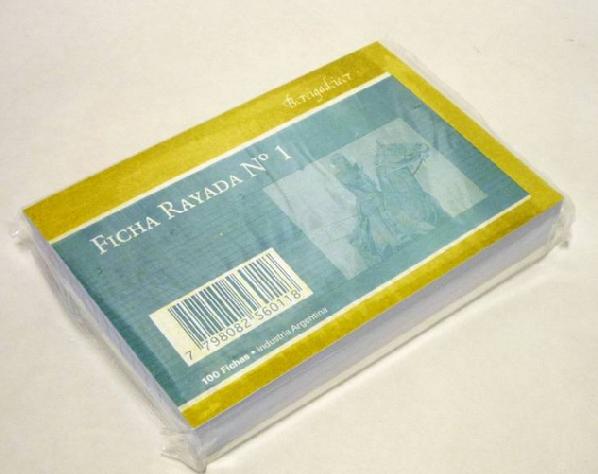 FICHA RAYADA Nº 1
7 798082 560118
100 Fichas • Industria Argentina